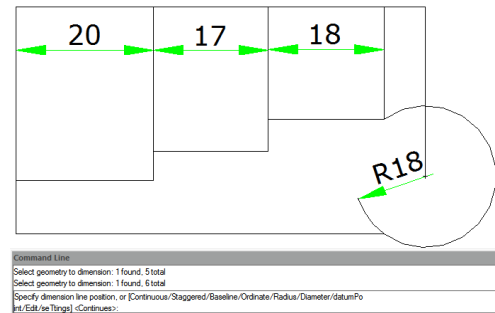 20
17
18
R18
Command Line
Select geometry to dimension: 1 found, 5 total
Select geometry to dimension: 1 found, 6 total
Specify dimension line position, or [Continuous/Staggered/Baseline/Ordinate/Radius/Diameter/datumPo
int/Edit/seTtings] <Continues>: